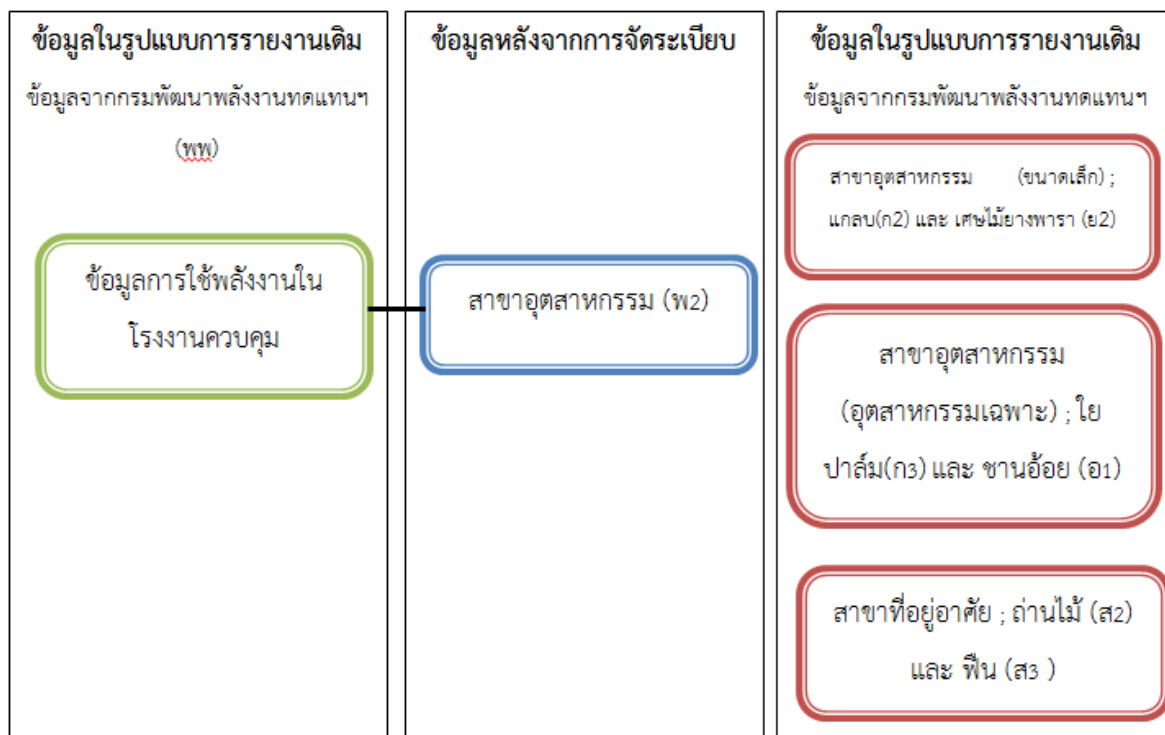 ข้อมูลในรูปแบบการรายงานเดิม
ข้อมูลจากกรมพัฒนาพลังงานทดแทนฯ
(พพ)
ข้อมูลการใช้พลังงานใน
โรงงานควบคุม
ข้อมูลหลังจากการจัดระเบียบ
สาขาอุตสาหกรรม (พ2)
ข้อมูลในรูปแบบการรายงานเดิม
ข้อมูลจากกรมพัฒนาพลังงานทดแทนฯ
สาขาอุตสาหกรรม (ขนาดเล็ก) ;
แกลบ(ก2) และ เศษไม้ยางพารา (ย2)
สาขาอุตสาหกรรม
(อุตสาหกรรมเฉพาะ) ; ใย
ปาล์ม(ก3) และ ชานอ้อย (อ1)
สาขาที่อยู่อาศัย ; ถ่านไม้ (ส2)
และ ฟืน (ส3 )